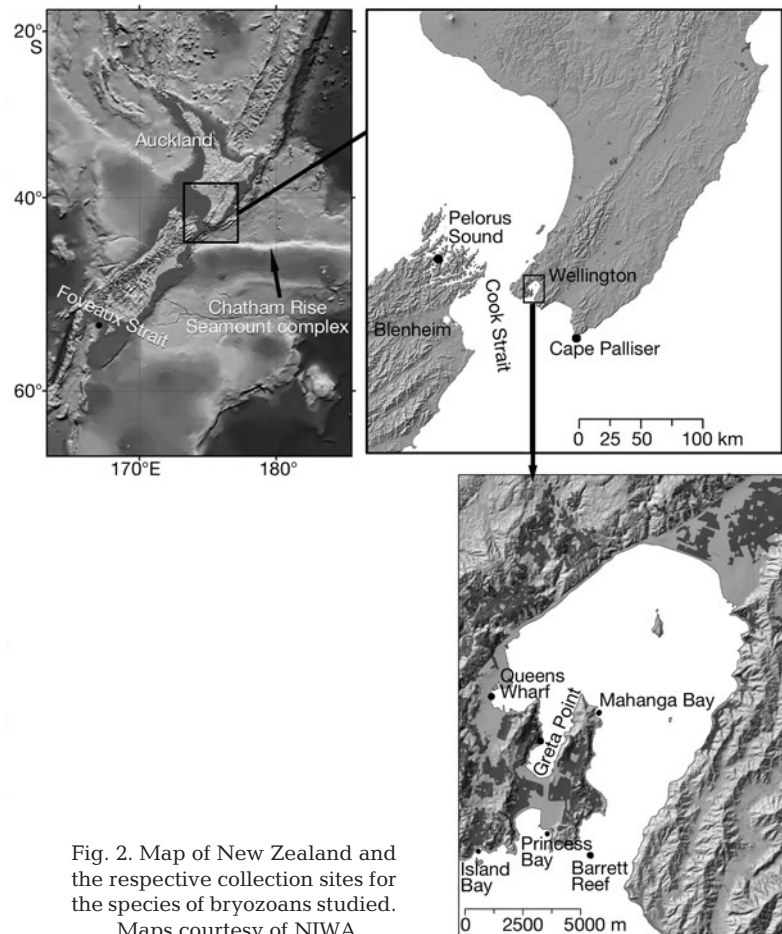 20°
S
Auckland
40°
Foveaux Strait
Chatham Rise
Seamount complex
60°
170°E
180°
Pelorus
Sound
Wellington
Cook Strait
Blenheim
Cape Palliser
0 25 50 100 km
Queens
Wharf
Greta Point
Mahanga Bay
Island
Bay
Princess
Bay
Barrett
Reef
0 2500 5000 m
Fig. 2. Map of New Zealand and
the respective collection sites for
the species of bryozoans studied.
Maps courtesy of NIWA